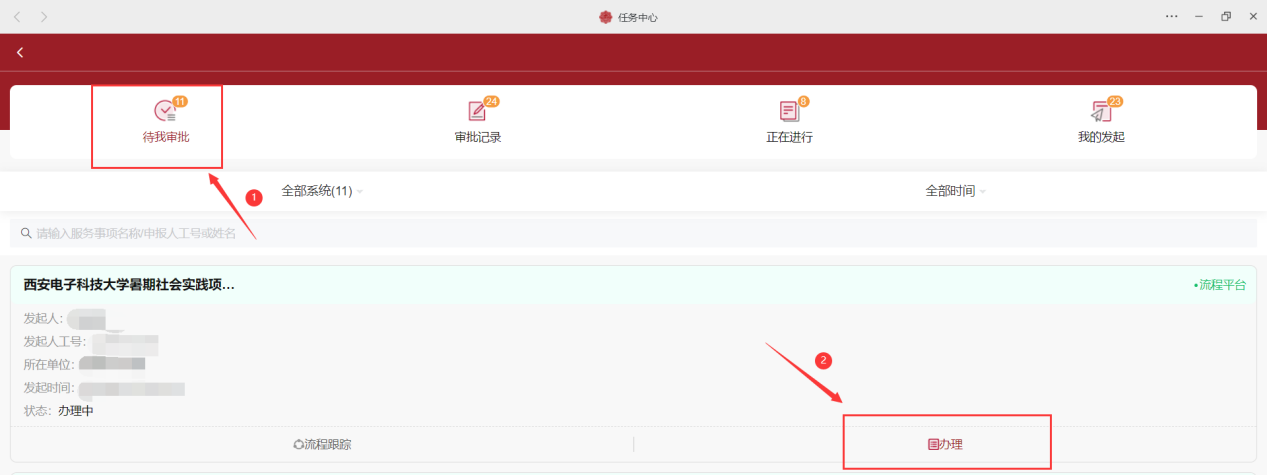 任务中心
11
24
8
23
待我审批
审批记录
正在进行
我的发起
1
全部系统(11)
全部时间
请输入服务事项名称/申报人工号或姓名
西安电子科技大学暑期社会实践项...
流程平台
发起人:
发起人工号:
所在单位:
发起时间:
状态: 办理中
2
流程跟踪
办理